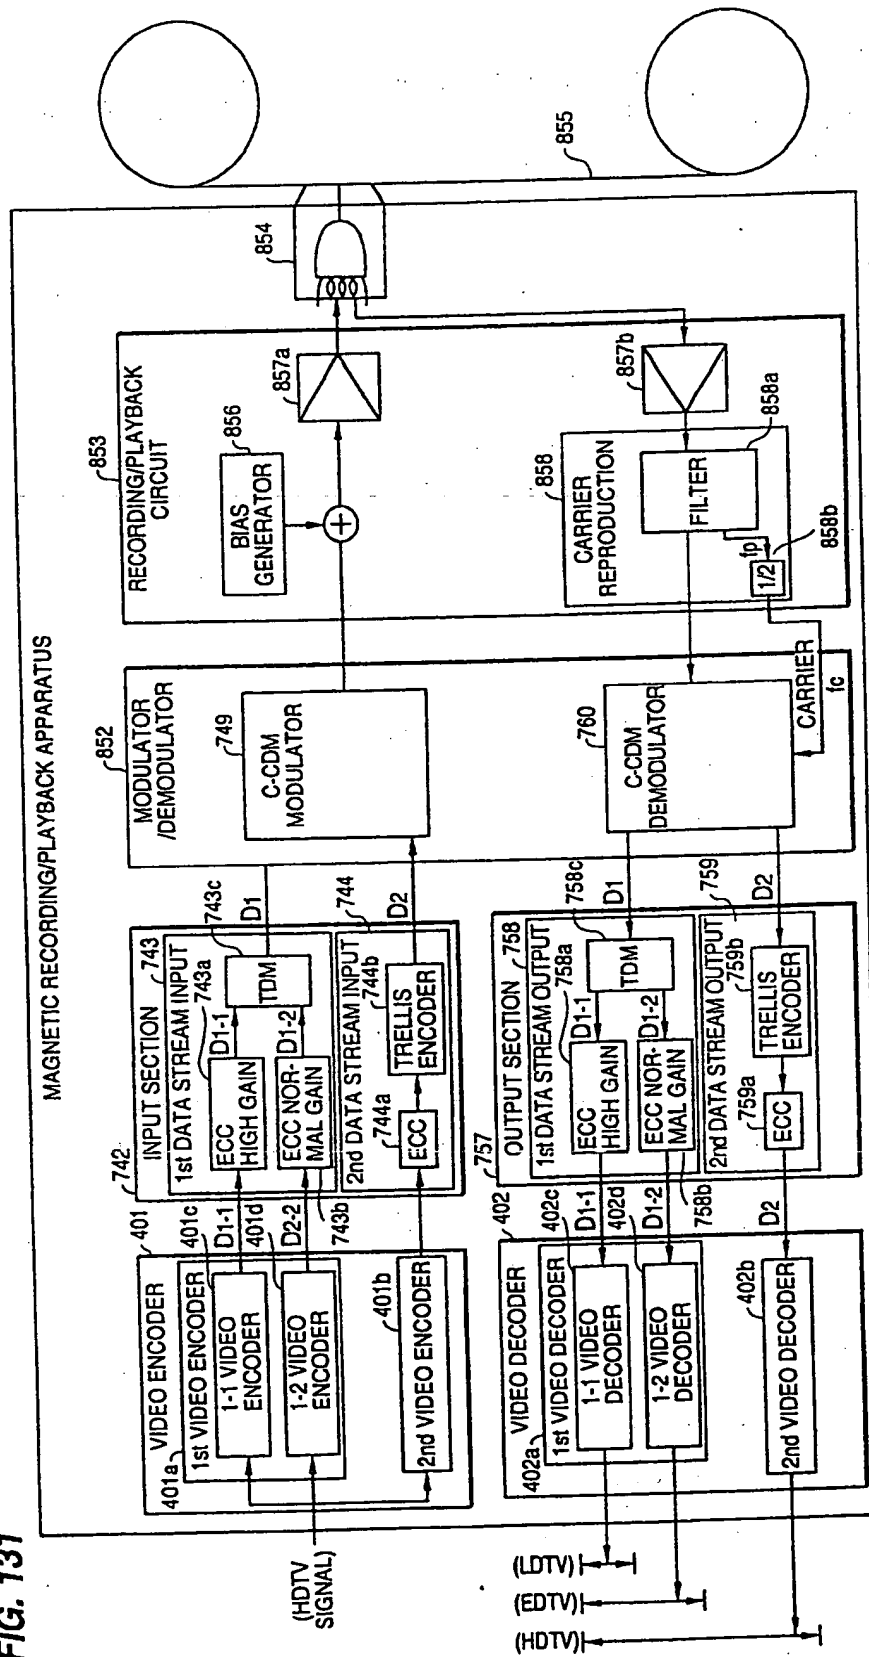 FIG. 131
MAGNETIC RECORDING/PLAYBACK APPARATUS
(HDTV
SIGNAL)
401
VIDEO ENCODER
401a
1st VIDEO ENCODER
401c
1-1 VIDEO
ENCODER
401d
1-2 VIDEO
ENCODER
401b
2nd VIDEO ENCODER
D1-1
D2-2
742
INPUT SECTION
743
1st DATA STREAM INPUT
743a
ECC
HIGH GAIN
743b
ECC NOR-
MAL GAIN
D1-1
D1-2
743c
TDM
744
2nd DATA STREAM INPUT
744a
ECC
744b
TRELLIS
ENCODER
D1
D2
852
MODULATOR
/DEMODULATOR
749
C-CDM
MODULATOR
760
C-CDM
DEMODULATOR
853
RECORDING/PLAYBACK
CIRCUIT
856
BIAS
GENERATOR
+
857a
854
855
857b
858
CARRIER
REPRODUCTION
858a
FILTER
fp
1/2
858b
CARRIER
fc
757
OUTPUT SECTION
758
1st DATA STREAM OUTPUT
758a
ECC
HIGH GAIN
758b
ECC NOR-
MAL GAIN
D1-1
D1-2
758c
TDM
D1
759
2nd DATA STREAM OUTPUT
759a
ECC
759b
TRELLIS
ENCODER
D2
402
VIDEO DECODER
402a
1st VIDEO DECODER
402c
1-1 VIDEO
DECODER
402d
1-2 VIDEO
DECODER
402b
2nd VIDEO DECODER
D1-1
D1-2
D2
(LDTV)
(EDTV)
(HDTV)